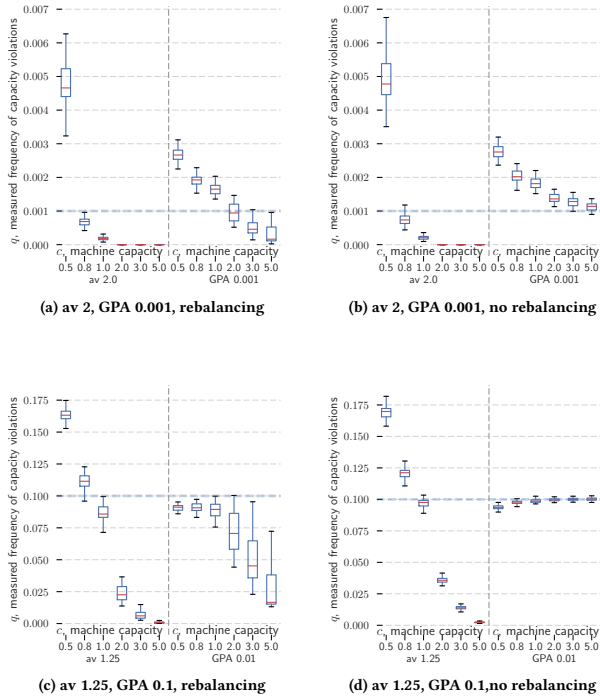 0.007
0.006
0.005
0.004
0.003
0.002
0.001
0.000
q, measured frequency of capacity violations
c, machine capacity
0.5 0.8 1.0 2.0 3.0 5.0 0.5 0.8 1.0 2.0 3.0 5.0
av 2.0 GPA 0.001
(a) av 2, GPA 0.001, rebalancing
0.007
0.006
0.005
0.004
0.003
0.002
0.001
0.000
q, measured frequency of capacity violations
c, machine capacity
0.5 0.8 1.0 2.0 3.0 5.0 0.5 0.8 1.0 2.0 3.0 5.0
av 2.0 GPA 0.001
(b) av 2, GPA 0.001, no rebalancing
0.175
0.150
0.125
0.100
0.075
0.050
0.025
0.000
q, measured frequency of capacity violations
c, machine capacity
0.5 0.8 1.0 2.0 3.0 5.0 0.5 0.8 1.0 2.0 3.0 5.0
av 1.25 GPA 0.01
(c) av 1.25, GPA 0.1, rebalancing
0.175
0.150
0.125
0.100
0.075
0.050
0.025
0.000
q, measured frequency of capacity violations
c, machine capacity
0.5 0.8 1.0 2.0 3.0 5.0 0.5 0.8 1.0 2.0 3.0 5.0
av 1.25 GPA 0.01
(d) av 1.25, GPA 0.1,no rebalancing